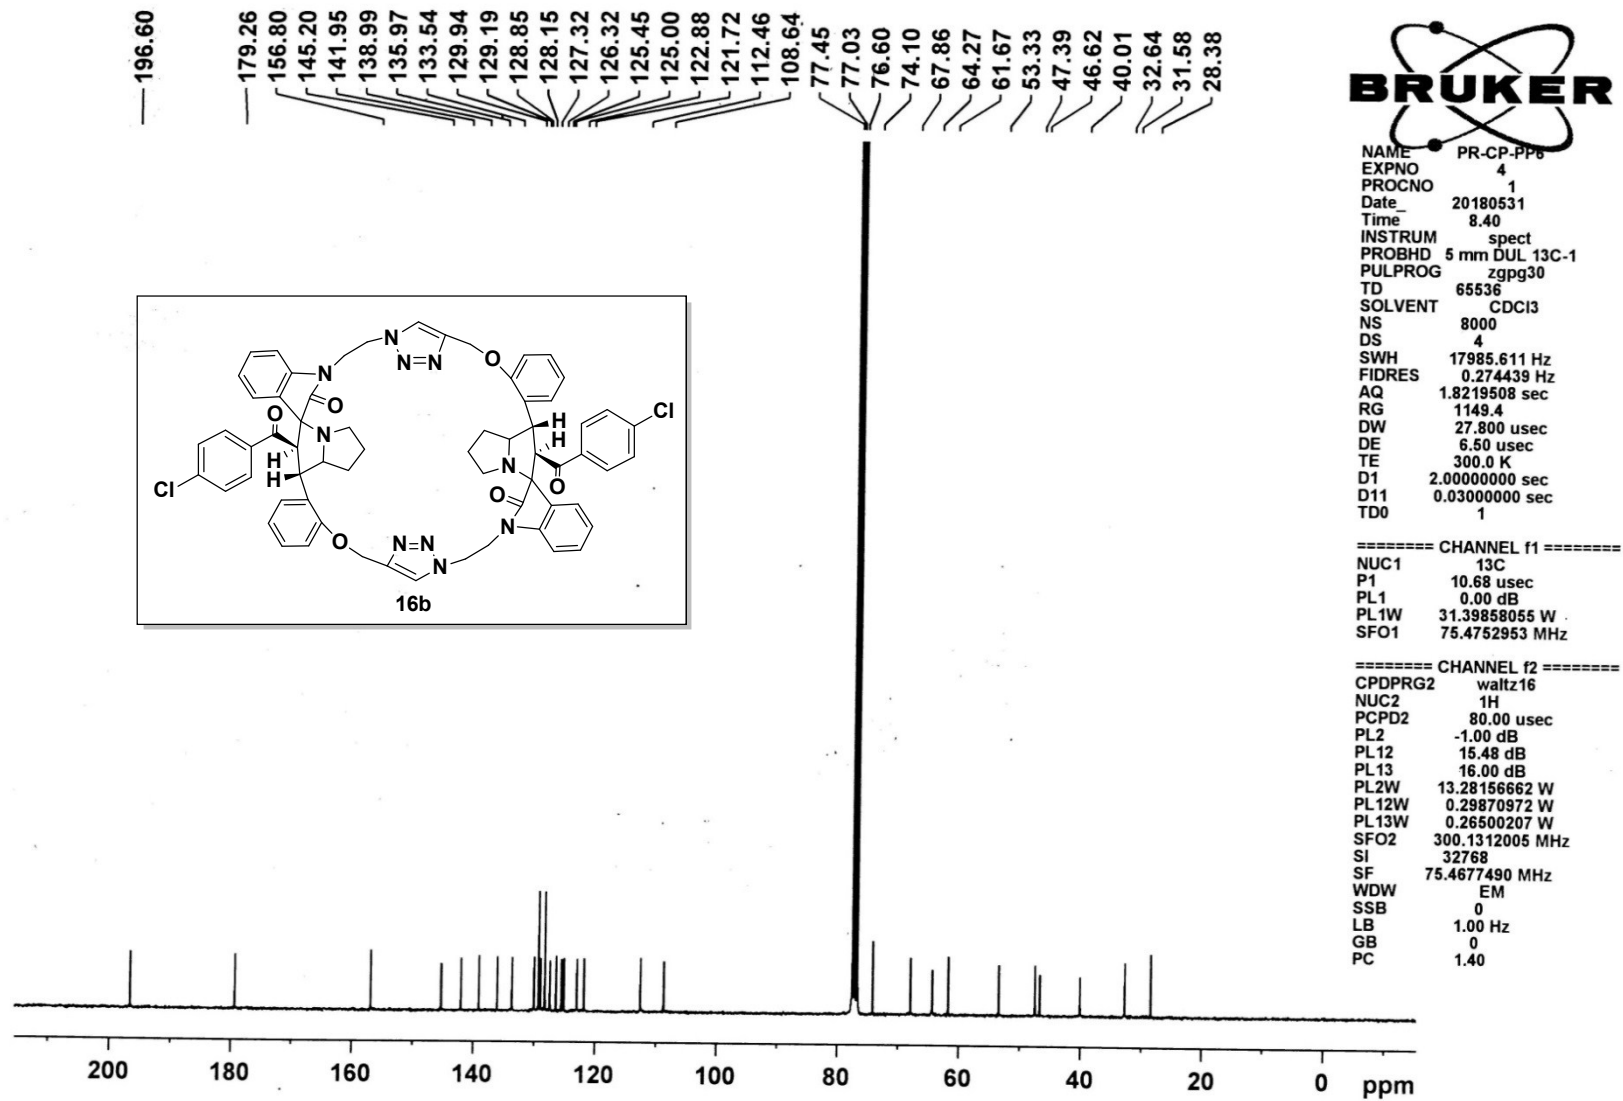 196.60
179.26
156.80
145.20
141.95
138.99
135.97
133.54
129.94
129.19
128.85
128.15
127.32
126.32
125.45
125.00
122.88
121.72
112.46
108.64
77.45
77.03
76.60
74.10
67.86
64.27
61.67
53.33
47.39
46.62
40.01
32.64
31.58
28.38
BRUKER
NAME PR-CP-PP6
EXPNO 4
PROCNO 1
Date_ 20180531
Time 8.40
INSTRUM spect
PROBHD 5 mm DUL 13C-1
PULPROG zgpg30
TD 65536
SOLVENT CDCl3
NS 8000
DS 4
SWH 17985.611 Hz
FIDRES 0.274439 Hz
AQ 1.8219508 sec
RG 1149.4
DW 27.800 usec
DE 6.50 usec
TE 300.0 K
D1 2.00000000 sec
D11 0.03000000 sec
TD0 1
======== CHANNEL f1 ========
NUC1 13C
P1 10.68 usec
PL1 0.00 dB
PL1W 31.39858055 W
SFO1 75.4752953 MHz
======== CHANNEL f2 ========
CPDPRG2 waltz16
NUC2 1H
PCPD2 80.00 usec
PL2 -1.00 dB
PL12 15.48 dB
PL13 16.00 dB
PL2W 13.28156662 W
PL12W 0.29870972 W
PL13W 0.26500207 W
SFO2 300.1312005 MHz
SI 32768
SF 75.4677490 MHz
WDW EM
SSB 0
LB 1.00 Hz
GB 0
PC 1.40
N
N=N
O
N
O
O
N
H
H
Cl
O
N=N
N
N
O
N
O
H
H
Cl
16b
200 180 160 140 120 100 80 60 40 20 0 ppm